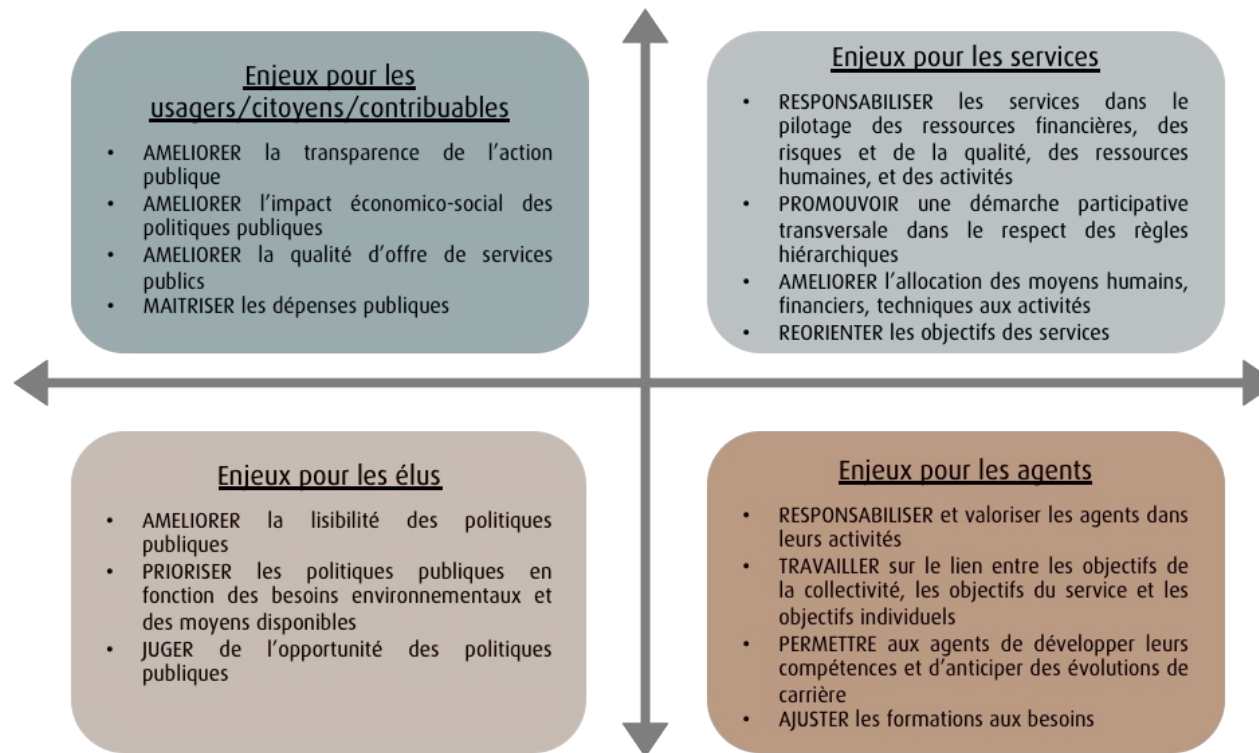 Enjeux pour les
usagers/citoyens/contribuables
• AMELIORER la transparence de l'action
publique
• AMELIORER l'impact économico-social des
politiques publiques
• AMELIORER la qualité d'offre de services
publics
• MAITRISER les dépenses publiques
Enjeux pour les services
• RESPONSABILISER les services dans le
pilotage des ressources financières, des
risques et de la qualité, des ressources
humaines, et des activités
• PROMOUVOIR une démarche participative
transversale dans le respect des règles
hiérarchiques
• AMELIORER l'allocation des moyens humains,
financiers, techniques aux activités
• REORIENTER les objectifs des services
Enjeux pour les élus
• AMELIORER la lisibilité des politiques
publiques
• PRIORISER les politiques publiques en
fonction des besoins environnementaux et
des moyens disponibles
• JUGER de l'opportunité des politiques
publiques
Enjeux pour les agents
• RESPONSABILISER et valoriser les agents dans
leurs activités
• TRAVAILLER sur le lien entre les objectifs de
la collectivité, les objectifs du service et les
objectifs individuels
• PERMETTRE aux agents de développer leurs
compétences et d'anticiper des évolutions de
carrière
• AJUSTER les formations aux besoins